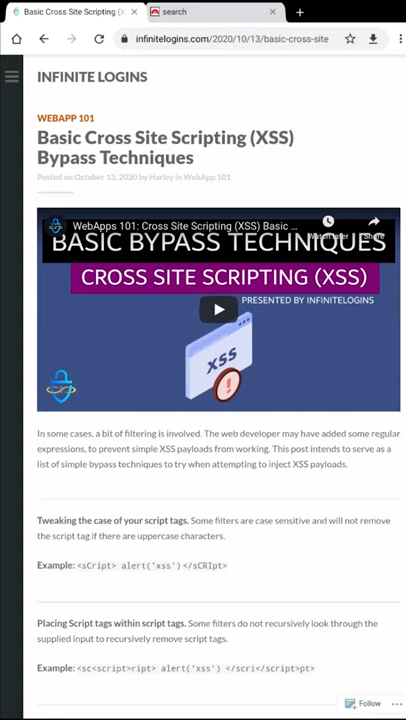 Basic Cross Site Scripting (X
search
infinitelogins.com/2020/10/13/basic-cross-site
INFINITE LOGINS
WEBAPP 101
Basic Cross Site Scripting (XSS)
Bypass Techniques
Posted on October 13, 2020 by Harley in WebApp 101
WebApps 101: Cross Site Scripting (XSS) Basic ...
Watch later
Share
BASIC BYPASS TECHNIQUES
CROSS SITE SCRIPTING (XSS)
PRESENTED BY INFINITELOGINS
XSS
In some cases, a bit of filtering is involved. The web developer may have added some regular
expressions, to prevent simple XSS payloads from working. This post intends to serve as a
list of simple bypass techniques to try when attempting to inject XSS payloads.
Tweaking the case of your script tags. Some filters are case sensitive and will not remove
the script tag if there are uppercase characters.
Example: <sCript> alert('xss')</sCRIpt>
Placing Script tags within script tags. Some filters do not recursively look through the
supplied input to recursively remove script tags.
Example: <sc<script>ript> alert('xss') </scri</script>pt>
Follow